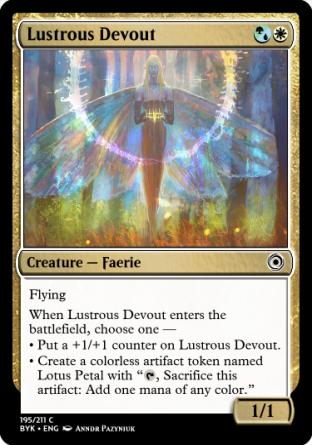 Lustrous Devout
Creature — Faerie
Flying
When Lustrous Devout enters the
battlefield, choose one —
• Put a +1/+1 counter on Lustrous Devout.
• Create a colorless artifact token named
Lotus Petal with “, Sacrifice this
artifact: Add one mana of any color.”
1/1
195/211 C
BYK • ENG Anndr Pazyniuk